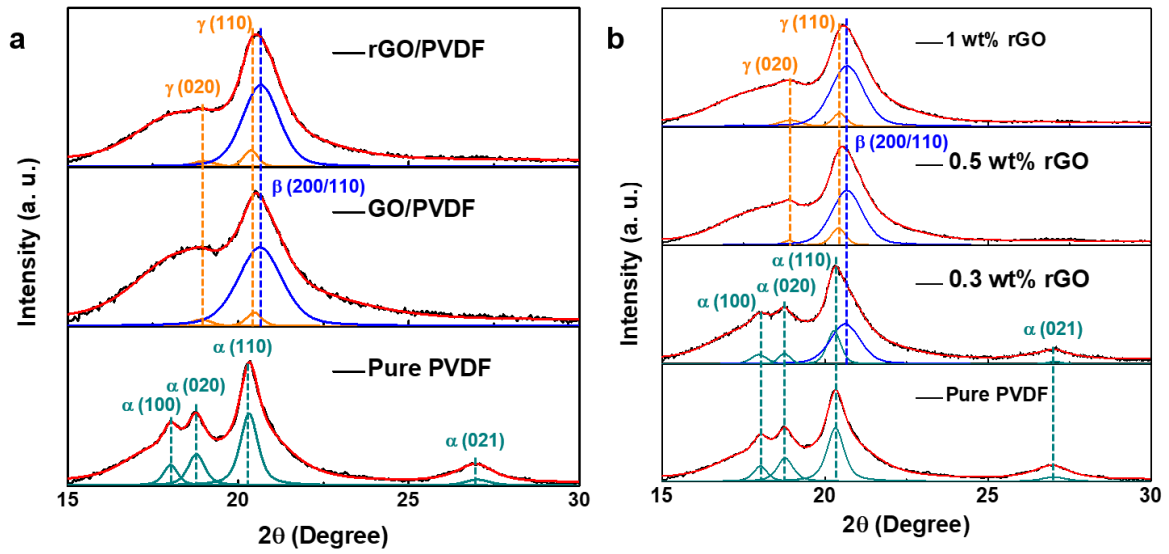 a
γ (110)
rGO/PVDF
γ (020)
β (200/110)
GO/PVDF
α (110)
Pure PVDF
α (020)
α (100)
α (021)
Intensity (a. u.)
15
20
25
30
2θ (Degree)
b
γ (110)
1 wt% rGO
γ (020)
β (200/110)
0.5 wt% rGO
α (110)
0.3 wt% rGO
α (020)
α (100)
α (021)
Pure PVDF
Intensity (a. u.)
15
20
25
30
2θ (Degree)